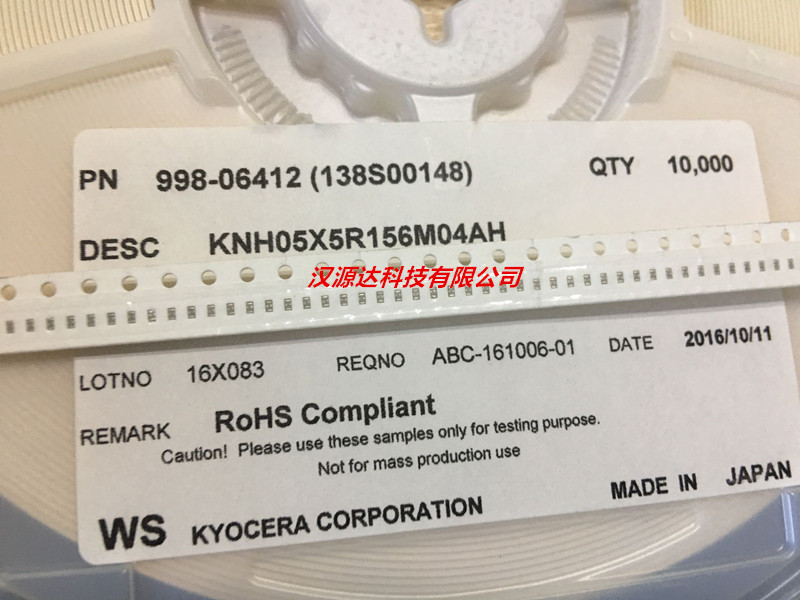 PN 998-06412 (138S00148) QTY 10,000
DESC KNH05X5R156M04AH
汉源达科技有限公司
LOTNO 16X083 REQNO ABC-161006-01 DATE 2016/10/11
REMARK RoHS Compliant
Caution! Please use these samples only for testing purpose.
Not for mass production use
WS KYOCERA CORPORATION MADE IN JAPAN